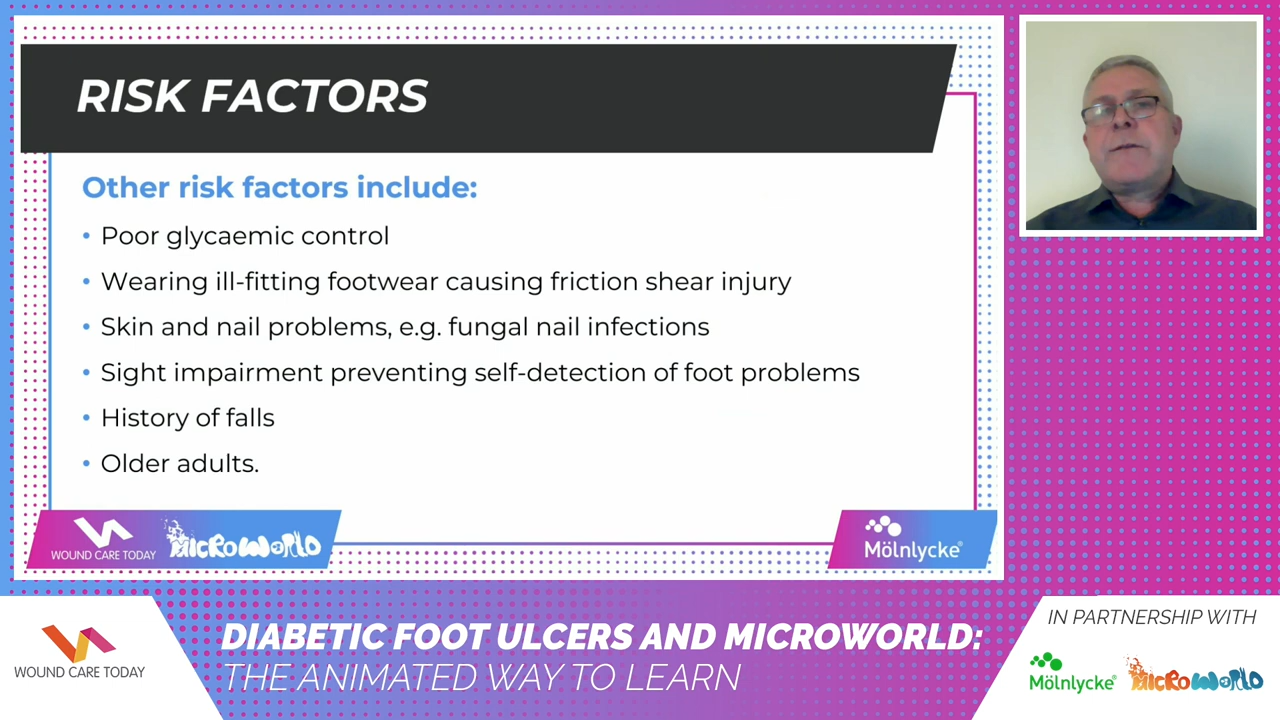 RISK FACTORS
Other risk factors include:
• Poor glycaemic control
• Wearing ill-fitting footwear causing friction shear injury
• Skin and nail problems, e.g. fungal nail infections
• Sight impairment preventing self-detection of foot problems
• History of falls
• Older adults.
WOUND CARE TODAY
MICROWORLD
Mölnlycke®
WOUND CARE TODAY
DIABETIC FOOT ULCERS AND MICROWORLD:
THE ANIMATED WAY TO LEARN
IN PARTNERSHIP WITH
Mölnlycke®
MICROWORLD